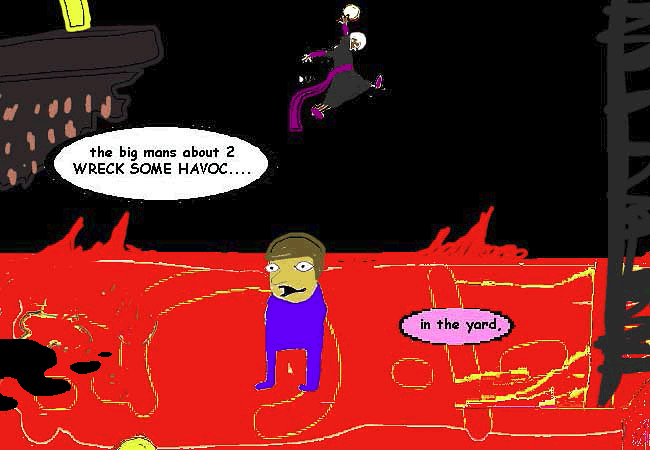 the big mans about 2
WRECK SOME HAVOC....
in the yard,